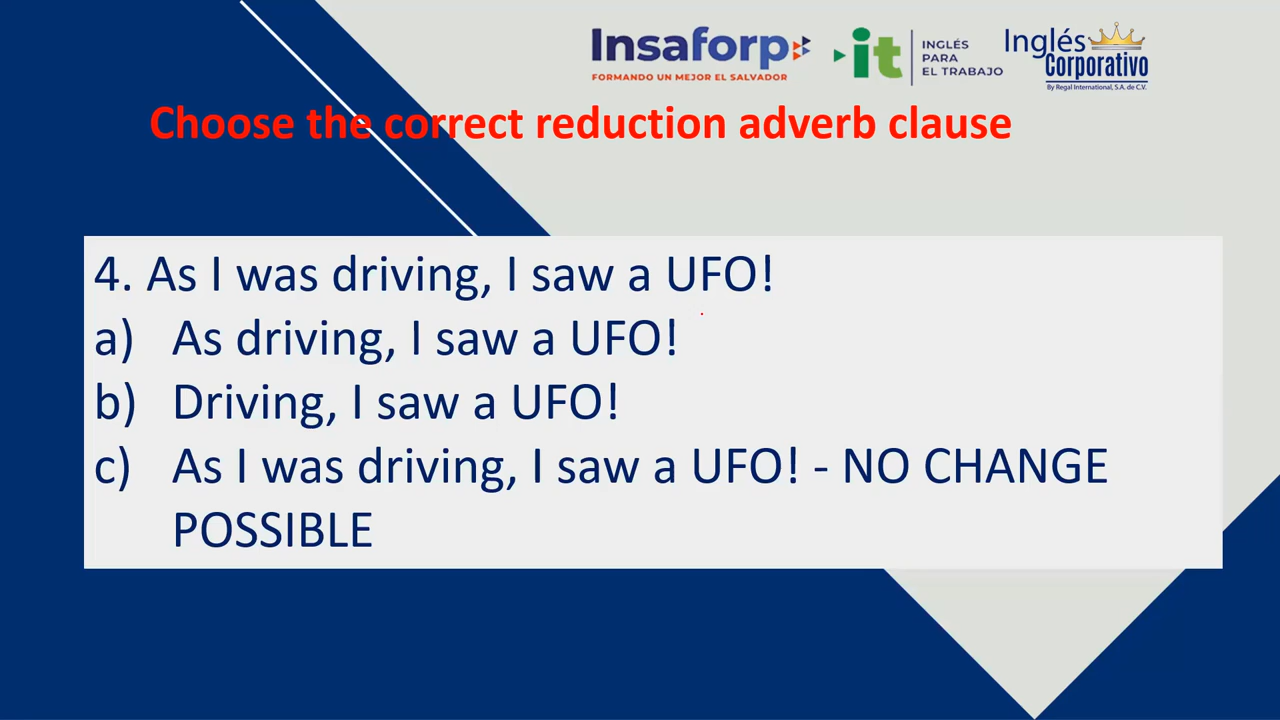 Insaforp
FORMANDO UN MEJOR EL SALVADOR
it
INGLÉS
PARA
EL TRABAJO
Inglés
Corporativo
By Regal International, S.A. de C.V.
Choose the correct reduction adverb clause
4. As I was driving, I saw a UFO!
a) As driving, I saw a UFO!
b) Driving, I saw a UFO!
c) As I was driving, I saw a UFO! - NO CHANGE
POSSIBLE